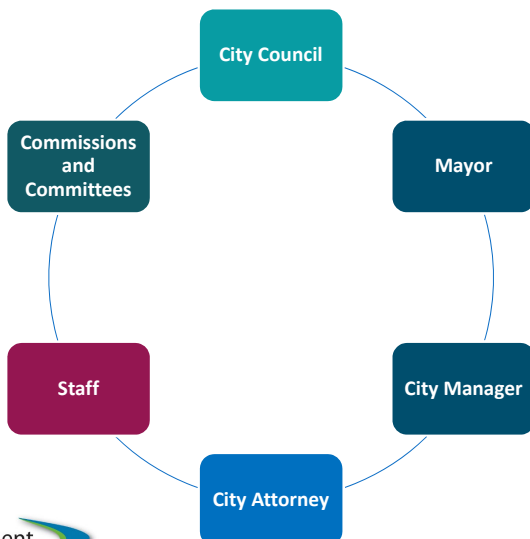 City Council
Commissions
and
Committees
Mayor
Staff
City Manager
City Attorney